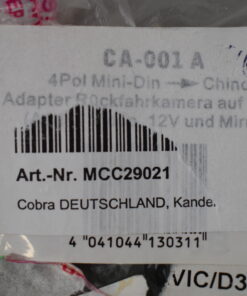 CA-001 A
4Pol Mini-Din → Chinc
Adapter Rückfahrkamera auf
12V und Min
Art.-Nr. MCC29021
Cobra DEUTSCHLAND, Kande.
4 041044 130311
VIC/D3